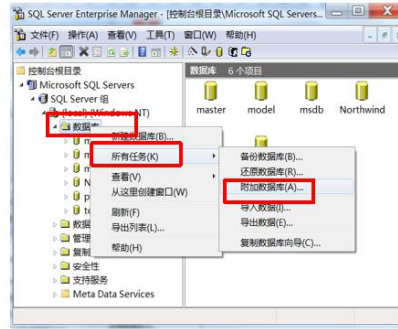 SQL Server Enterprise Manager - [控制台根目录\Microsoft SQL Servers...
文件(F) 操作(A) 查看(V) 工具(T) 窗口(W) 帮助(H)
控制台根目录
Microsoft SQL Servers
SQL Server 组
(local) (Windows NT)
数据库
管理
复制
安全性
支持服务
Meta Data Services
数据库 6个项目
master model msdb Northwind
新建数据库(B)...
所有任务(K)
查看(V)
从这里创建窗口(W)
刷新(F)
导出列表(L)...
帮助(H)
备份数据库(B)...
还原数据库(R)...
附加数据库(A)...
导入数据(I)...
导出数据(E)...
复制数据库向导(C)...